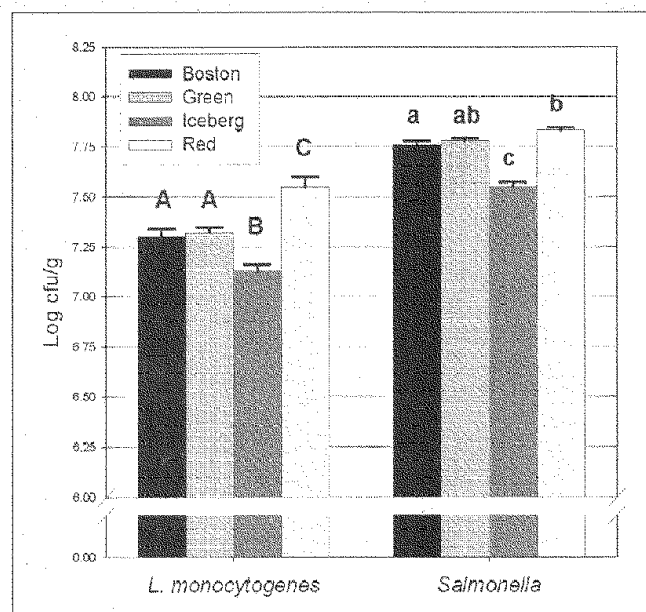 8.25
8.00
7.75
7.50
7.25
7.00
6.75
6.50
6.25
6.00
0.00
Log cfu/g
Boston
Green
Iceberg
Red
A
A
B
C
a
ab
c
b
L. monocytogenes
Salmonella